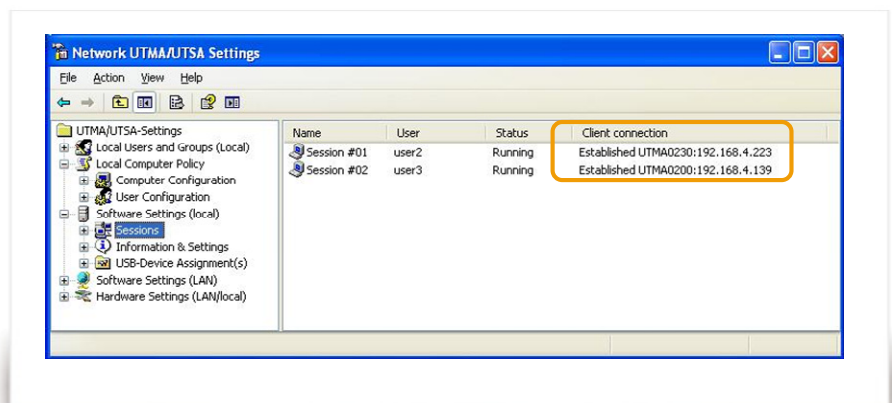 Network UTMA/UTSA Settings
File Action View Help
UTMA/UTSA-Settings
Local Users and Groups (Local)
Local Computer Policy
Computer Configuration
User Configuration
Software Settings (local)
Sessions
Information & Settings
USB-Device Assignment(s)
Software Settings (LAN)
Hardware Settings (LAN/local)
Name User Status Client connection
Session #01 user2 Running Established UTMA0230:192.168.4.223
Session #02 user3 Running Established UTMA0200:192.168.4.139